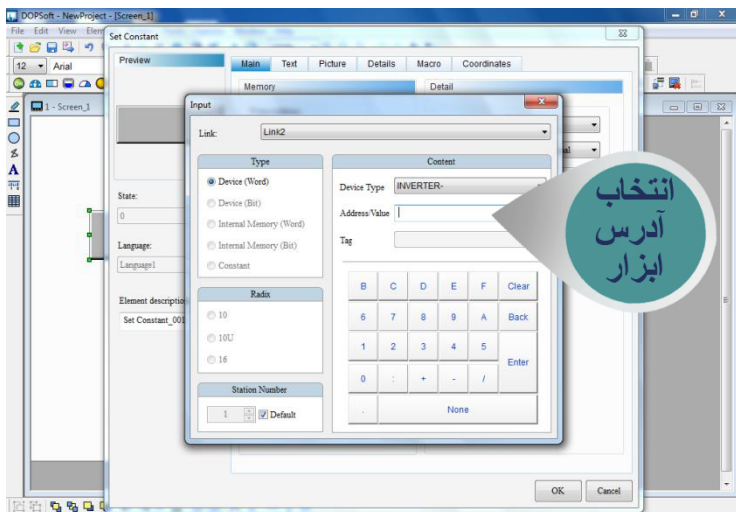 DOPSoft - NewProject - [Screen_1]
File Edit View Elem
Set Constant
12 Arial
Preview
Main Text Picture Details Macro Coordinates
Memory Detail
1 - Screen_1
Input
Link: Link2
Type
Device (Word)
Device (Bit)
Internal Memory (Word)
Internal Memory (Bit)
Constant
Content
Device Type INVERTER-
Address/Value
Tag
انتخاب
آدرس
ابزار
State:
0
Language:
Language1
Element descriptio
Set Constant_001
Radix
10
10U
16
Station Number
1 Default
B C D E F Clear
6 7 8 9 A Back
1 2 3 4 5
Enter
0 : + - /
. None
OK Cancel